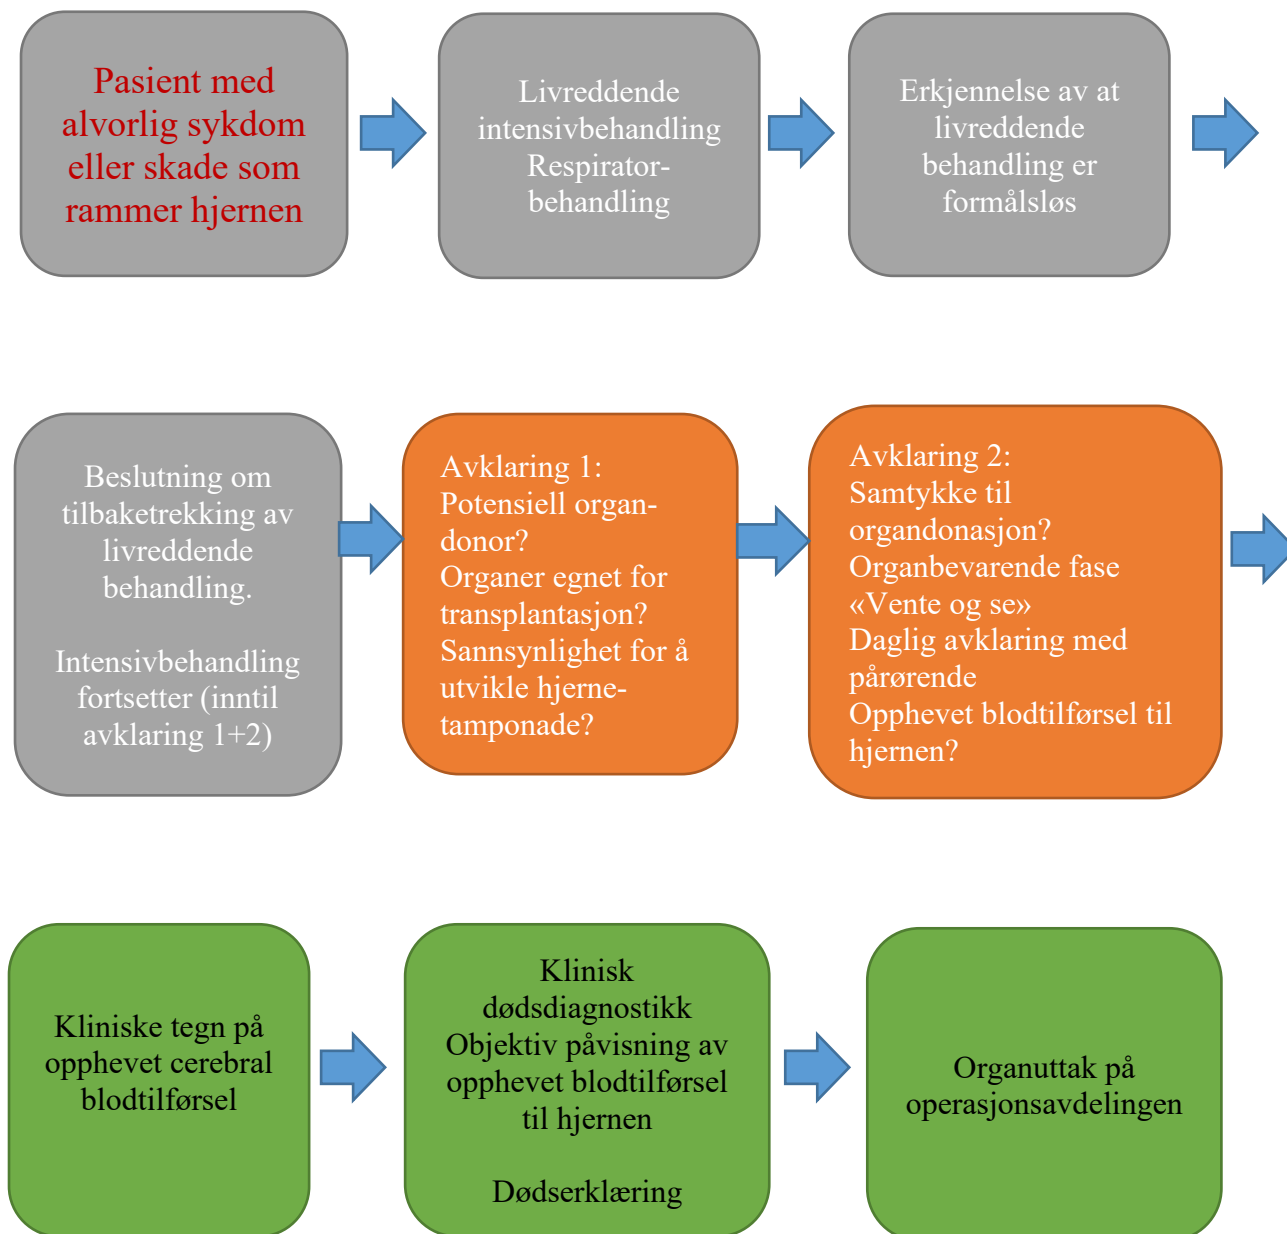 Pasient med
alvorlig sykdom
eller skade som
rammer hjernen
Livreddende
intensivbehandling
Respirator-
behandling
Erkjennelse av at
livreddende
behandling er
formålsløs
Beslutning om
tilbaketrekking av
livreddende
behandling.
Intensivbehandling
fortsetter (inntil
avklaring 1+2)
Avklaring 1:
Potensiell organ-
donor?
Organer egnet for
transplantasjon?
Sannsynlighet for å
utvikle hjerne-
tamponade?
Avklaring 2:
Samtykke til
organdonasjon?
Organbevarende fase
«Vente og se»
Daglig avklaring med
pårørende
Opphevet blodtilførsel til
hjernen?
Kliniske tegn på
opphevet cerebral
blodtilførsel
Klinisk
dødsdiagnostikk
Objektiv påvisning av
opphevet blodtilførsel
til hjernen
Dødserklæring
Organuttak på
operasjonsavdelingen